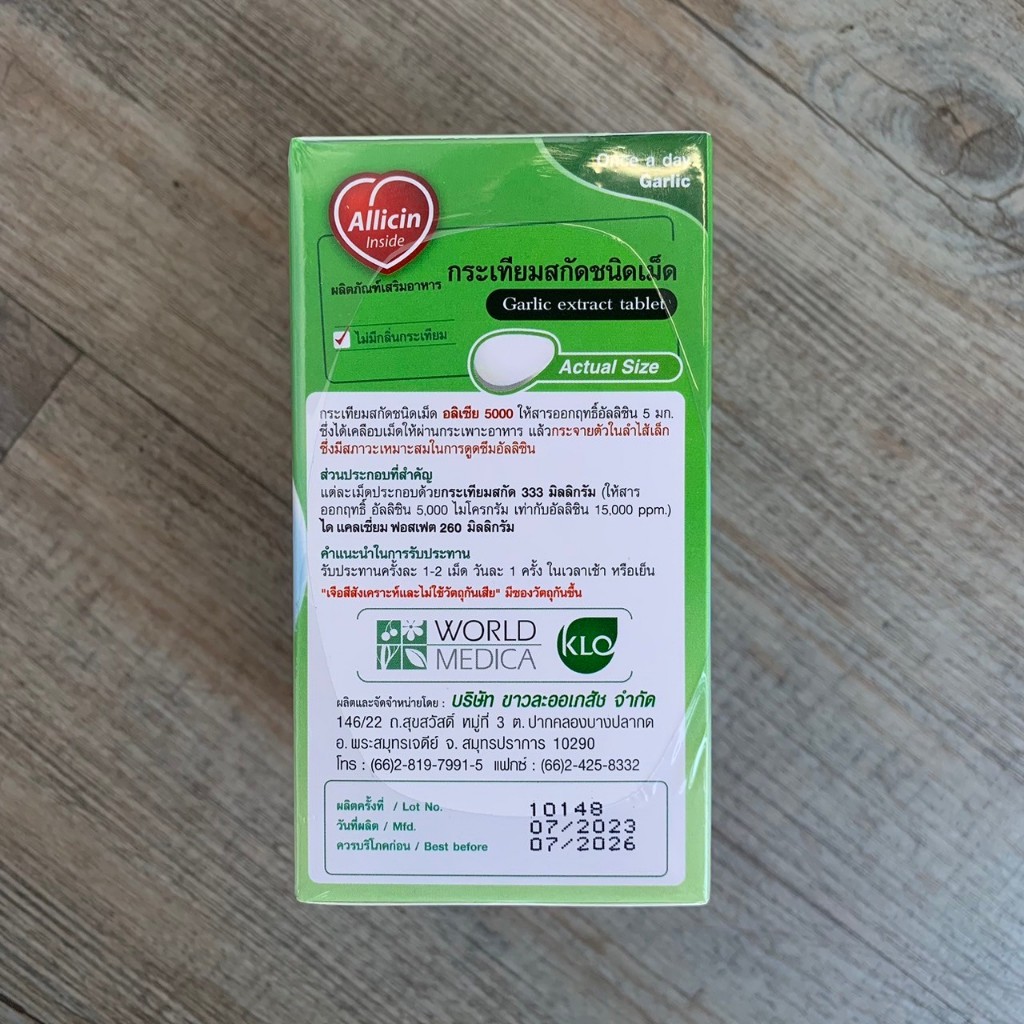 Once a day
Garlic
Allicin
Inside
ผลิตภัณฑ์เสริมอาหาร
กระเทียมสกัดชนิดเม็ด
Garlic extract tablet
ไม่มีกลิ่นกระเทียม
Actual Size
กระเทียมสกัดชนิดเม็ด อลิเซีย 5000 ให้สารออกฤทธิ์อัลลิซิน 5 มก.
ซึ่งได้เคลือบเม็ดให้ผ่านกระเพาะอาหาร แล้วกระจายตัวในลำไส้เล็ก
ซึ่งมีสภาวะเหมาะสมในการดูดซึมอัลลิซิน
ส่วนประกอบที่สำคัญ
แต่ละเม็ดประกอบด้วยกระเทียมสกัด 333 มิลลิกรัม (ให้สาร
ออกฤทธิ์ อัลลิซิน 5,000 ไมโครกรัม เท่ากับอัลลิซิน 15,000 ppm.)
ได แคลเซี่ยม ฟอสเฟต 260 มิลลิกรัม
คำแนะนำในการรับประทาน
รับประทานครั้งละ 1-2 เม็ด วันละ 1 ครั้ง ในเวลาเช้า หรือเย็น
"เจือสีสังเคราะห์และไม่ใช้วัตถุกันเสีย" มีซองวัตถุกันชื้น
WORLD
MEDICA
KLO
ผลิตและจัดจำหน่ายโดย : บริษัท ขาวละออเภสัช จำกัด
146/22 ถ.สุขสวัสดิ์ หมู่ที่ 3 ต. ปากคลองบางปลากด
อ. พระสมุทรเจดีย์ จ. สมุทรปราการ 10290
โทร : (66)2-819-7991-5 แฟกซ์ : (66)2-425-8332
ผลิตครั้งที่ / Lot No. 10148
วันที่ผลิต / Mfd. 07/2023
ควรบริโภคก่อน / Best before 07/2026